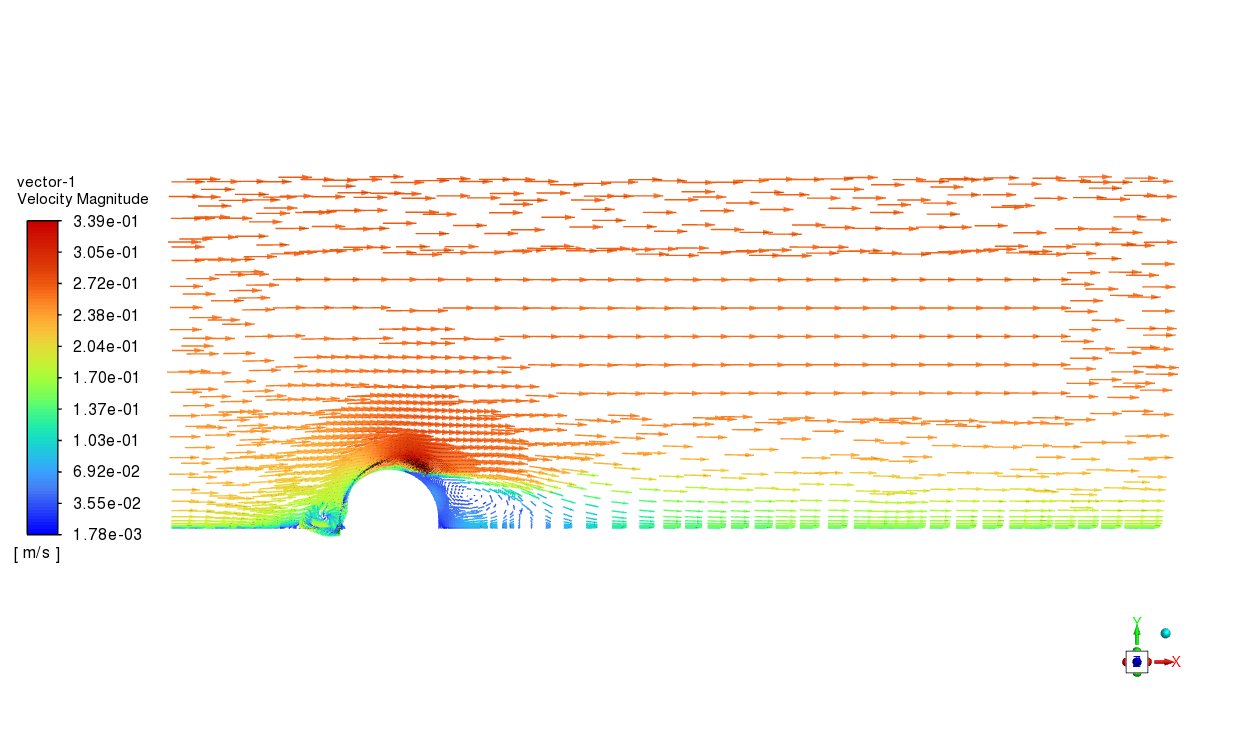 vector-1
Velocity Magnitude
3.39e-01
3.05e-01
2.72e-01
2.38e-01
2.04e-01
1.70e-01
1.37e-01
1.03e-01
6.92e-02
3.55e-02
1.78e-03
[ m/s ]
Y
Z
X